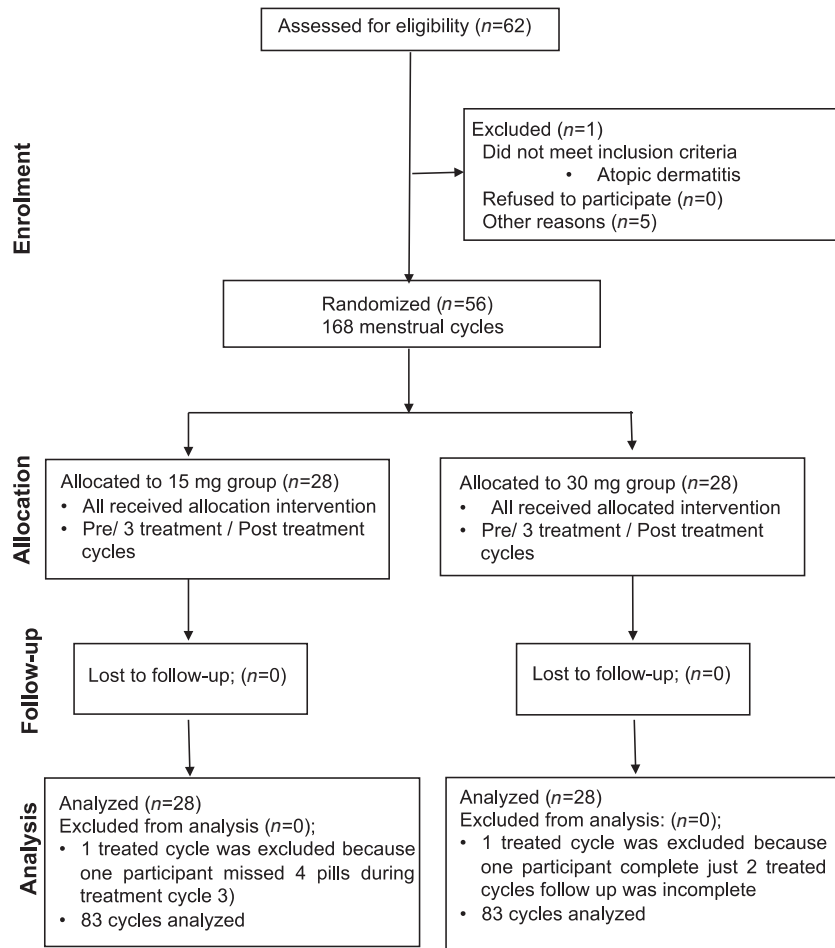 Assessed for eligibility (n=62)
Enrolment
Excluded (n=1)
Did not meet inclusion criteria
• Atopic dermatitis
Refused to participate (n=0)
Other reasons (n=5)
Randomized (n=56)
168 menstrual cycles
Allocation
Allocated to 15 mg group (n=28)
• All received allocation intervention
• Pre/ 3 treatment / Post treatment
cycles
Allocated to 30 mg group (n=28)
• All received allocated intervention
• Pre/ 3 treatment / Post treatment
cycles
Follow-up
Lost to follow-up; (n=0)
Lost to follow-up; (n=0)
Analysis
Analyzed (n=28)
Excluded from analysis (n=0);
• 1 treated cycle was excluded because
one participant missed 4 pills during
treatment cycle 3)
• 83 cycles analyzed
Analyzed (n=28)
Excluded from analysis: (n=0);
• 1 treated cycle was excluded because
one participant complete just 2 treated
cycles follow up was incomplete
• 83 cycles analyzed